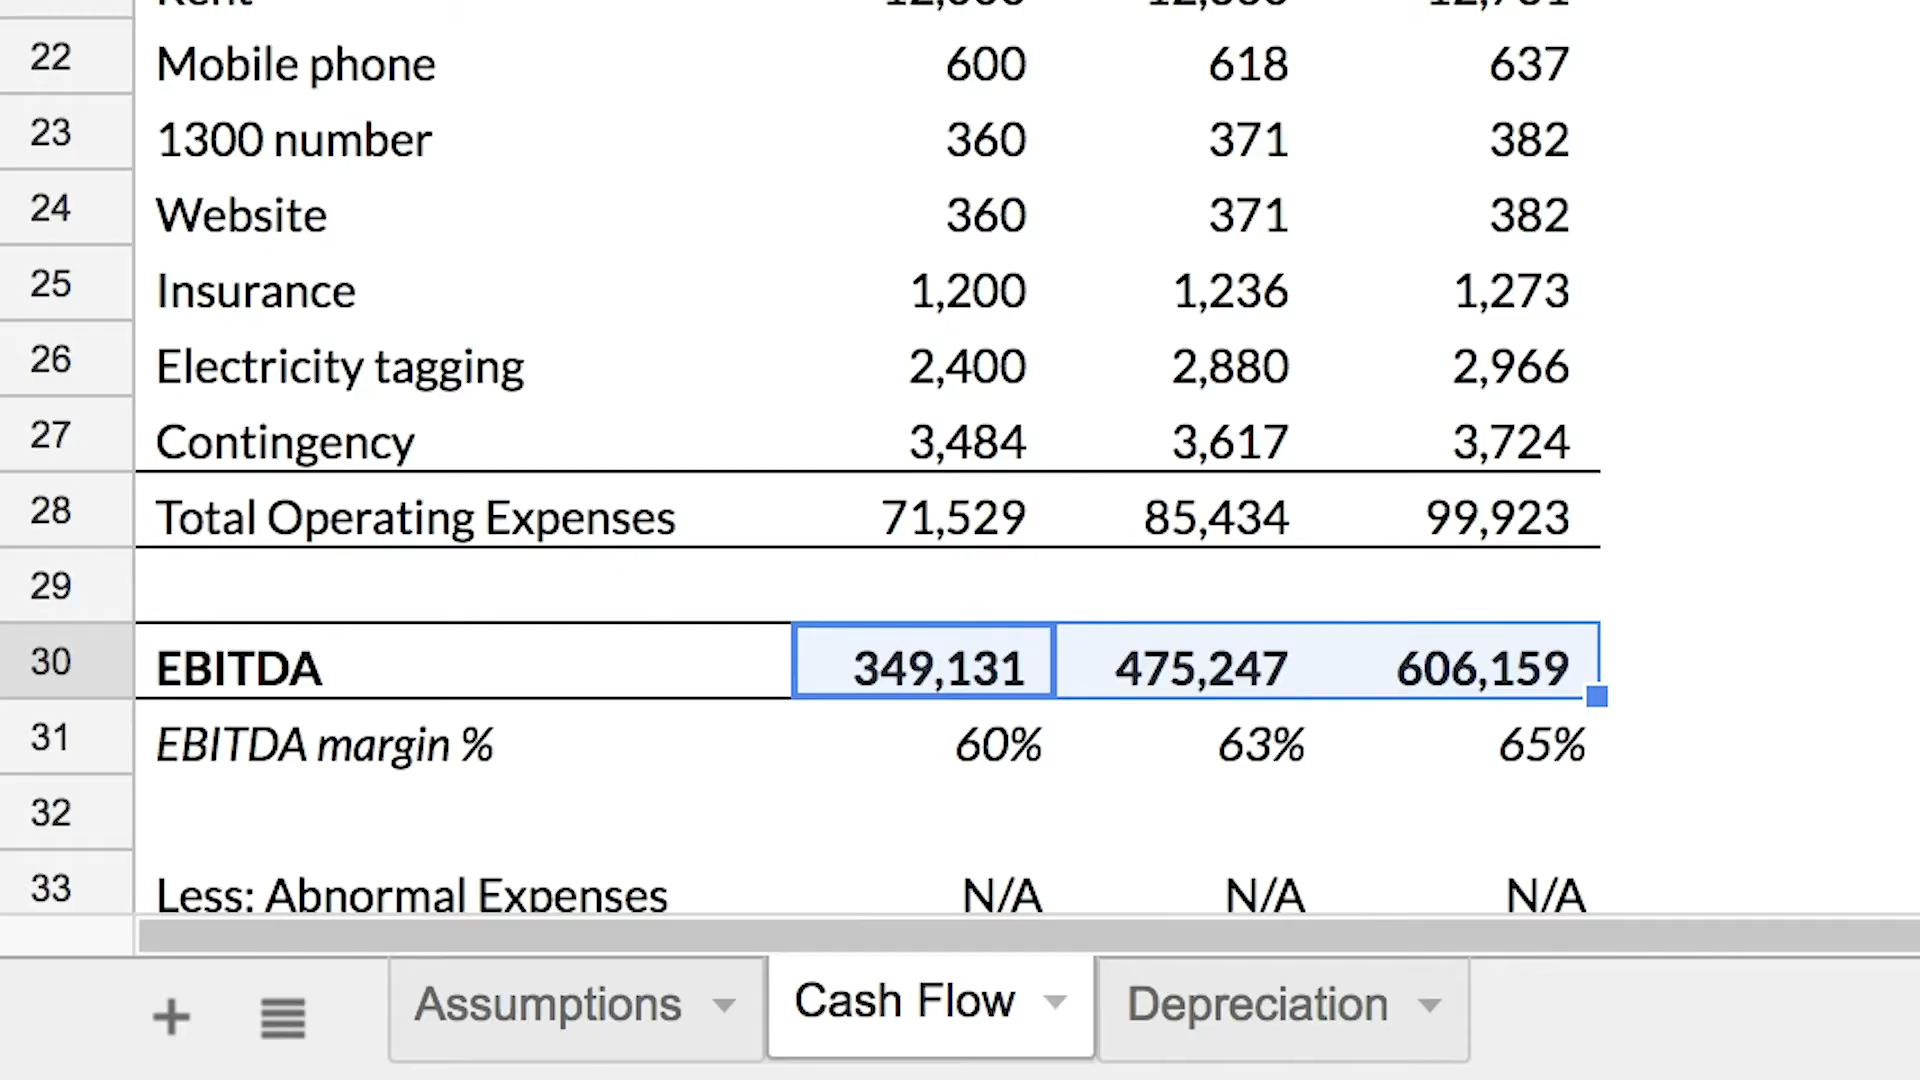 22 Mobile phone 600 618 637
23 1300 number 360 371 382
24 Website 360 371 382
25 Insurance 1,200 1,236 1,273
26 Electricity tagging 2,400 2,880 2,966
27 Contingency 3,484 3,617 3,724
28 Total Operating Expenses 71,529 85,434 99,923
29
30 EBITDA 349,131 475,247 606,159
31 EBITDA margin % 60% 63% 65%
32
33 Less: Abnormal Expenses N/A N/A N/A
Assumptions Cash Flow Depreciation